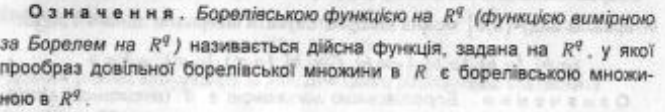 Означення. Борелівською функцією на R^q (функцією вимірною
за Борелем на R^q) називається дійсна функція, задана на R^q, у якої
прообраз довільної борелівської множини в R є борелівською множи-
ною в R^q.